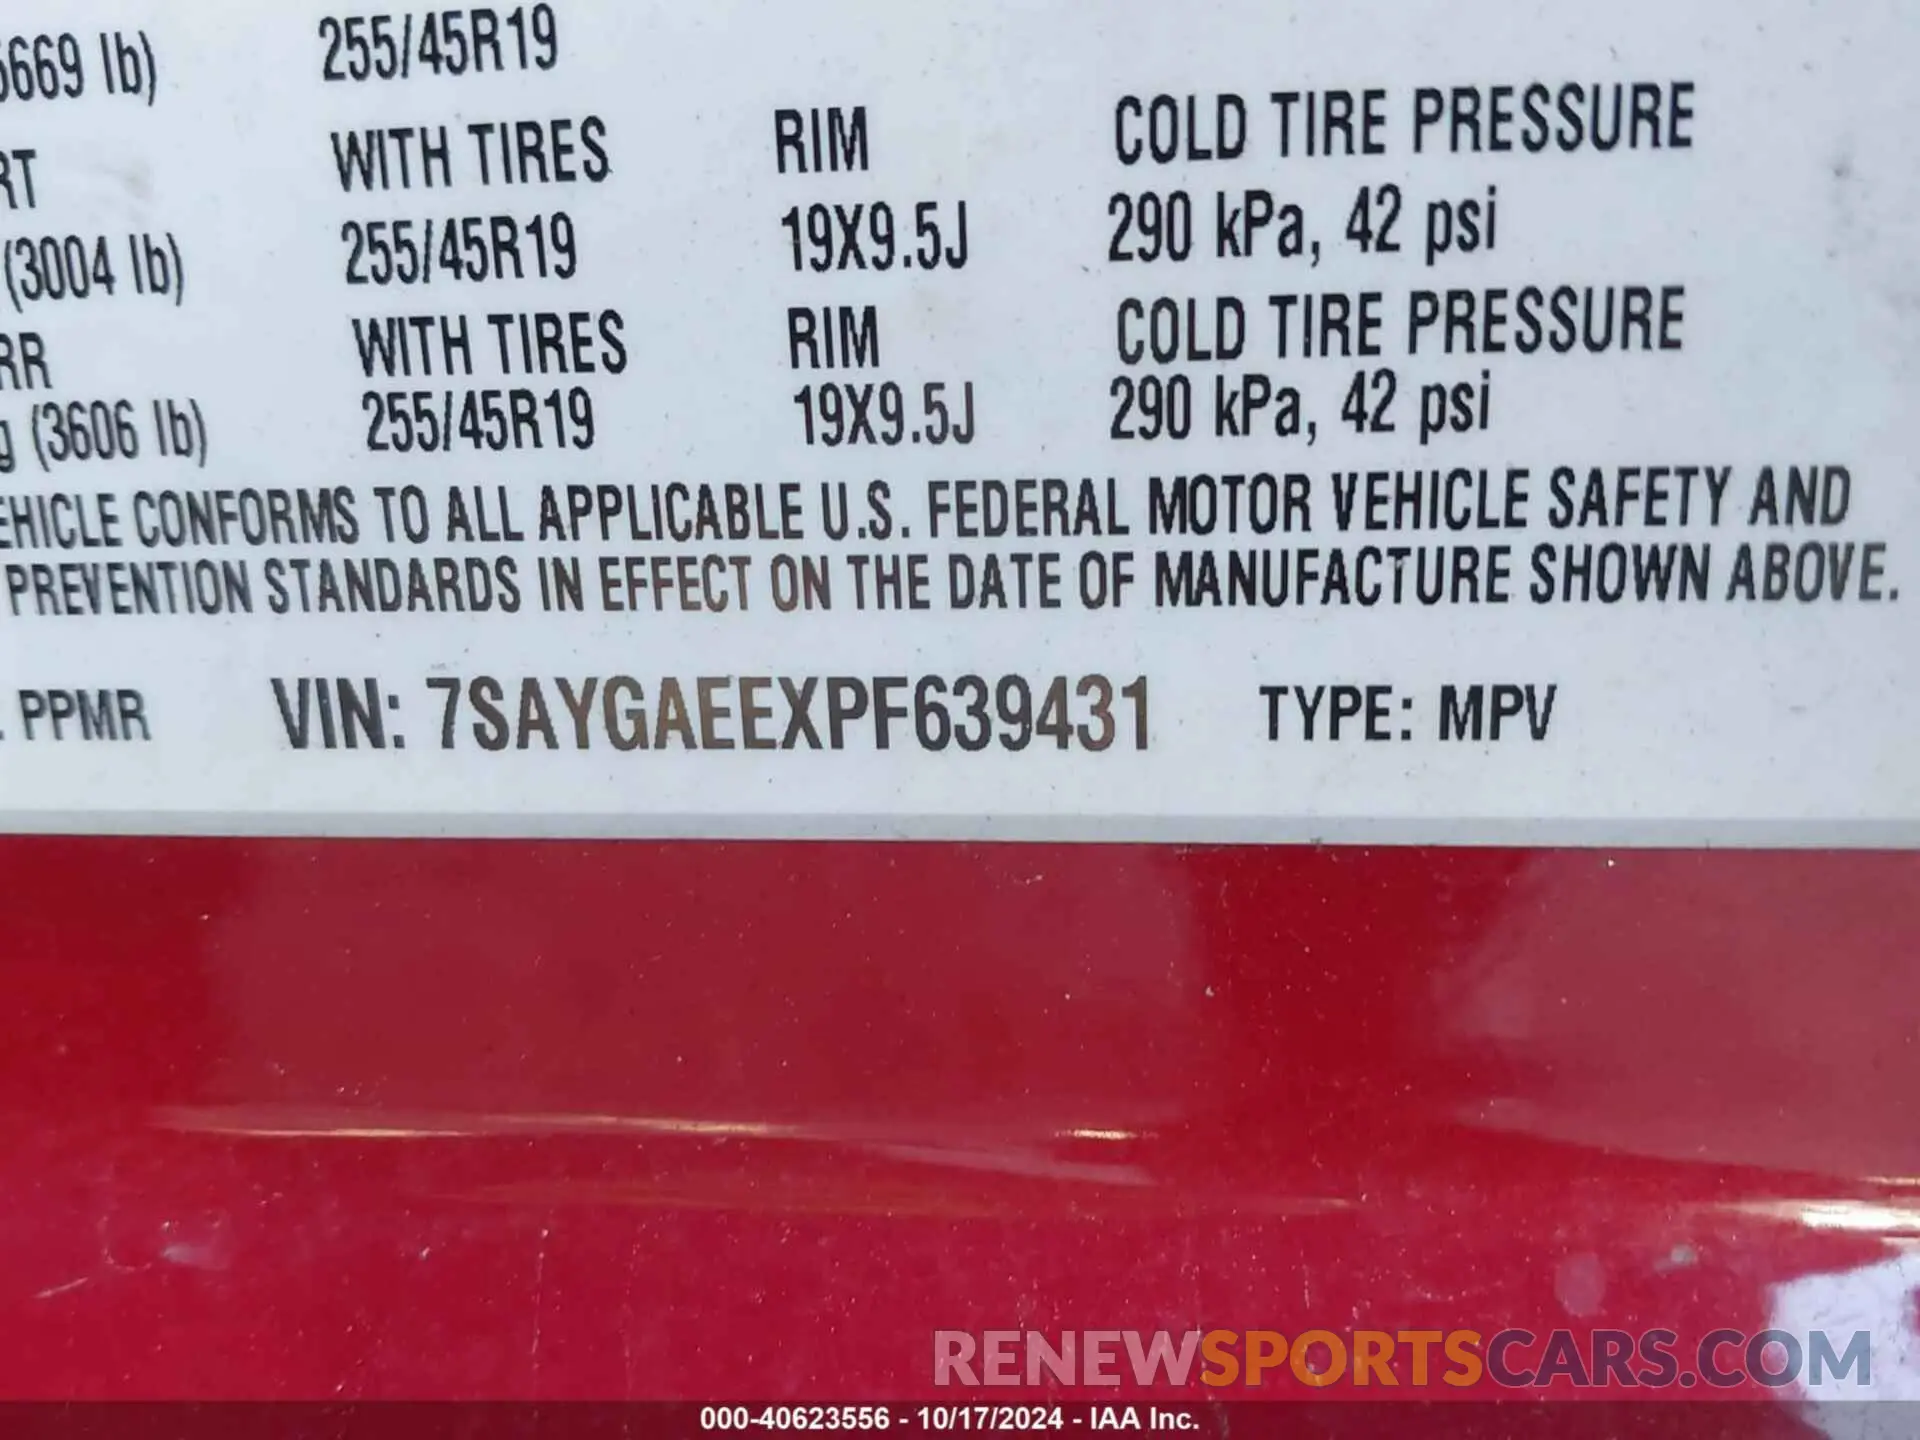 5669 lb) 255/45R19
RT WITH TIRES RIM COLD TIRE PRESSURE
(3004 lb) 255/45R19 19X9.5J 290 kPa, 42 psi
RR WITH TIRES RIM COLD TIRE PRESSURE
g (3606 lb) 255/45R19 19X9.5J 290 kPa, 42 psi
EHICLE CONFORMS TO ALL APPLICABLE U.S. FEDERAL MOTOR VEHICLE SAFETY AND
PREVENTION STANDARDS IN EFFECT ON THE DATE OF MANUFACTURE SHOWN ABOVE.
: PPMR VIN: 7SAYGAEEXPF639431 TYPE: MPV
RENEWSPORTSCARS.COM
000-40623556 - 10/17/2024 - IAA Inc.